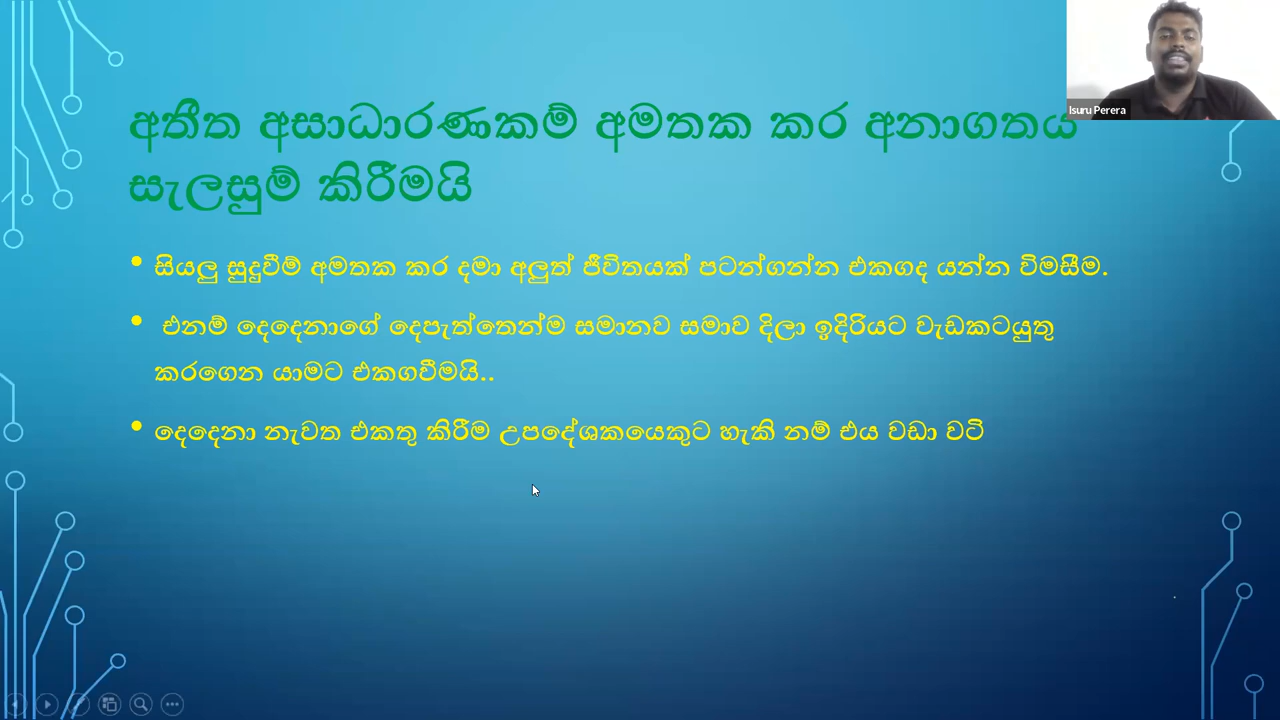 අතීත අසාධාරණකම් අමතක කර අනාගතය
සැලසුම් කිරීමයි
• සියලු සුදුවීම් අමතක කර දමා අලුත් ජීවිතයක් පටන්ගන්න එකගද යන්න විමසීම.
• එනම් දෙදෙනාගේ දෙපැත්තෙන්ම සමානව සමාව දිලා ඉදිරියට වැඩකටයුතු
කරගෙන යාමට එකගවීමයි..
• දෙදෙනා නැවත එකතු කිරීම උපදේශකයෙකුට හැකි නම් එය වඩා වටි
Isuru Perera